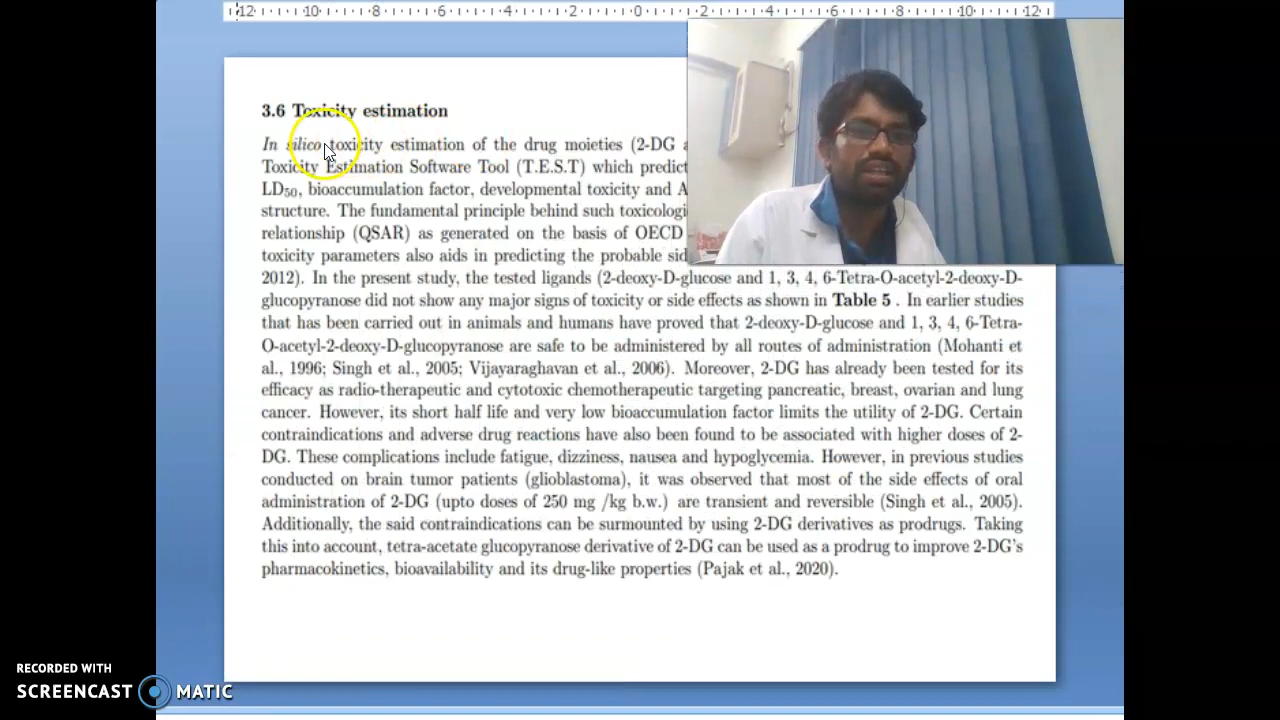 12 · 10 · 8 · 6 · 4 · 2 · 0 · 2 · 4 · 6 · 8 · 10 · 12
3.6 Toxicity estimation
In silico toxicity estimation of the drug moieties (2-DG
Toxicity Estimation Software Tool (T.E.S.T) which predict
LD50, bioaccumulation factor, developmental toxicity and A
structure. The fundamental principle behind such toxicologi
relationship (QSAR) as generated on the basis of OECD
toxicity parameters also aids in predicting the probable sid
2012). In the present study, the tested ligands (2-deoxy-D-glucose and 1, 3, 4, 6-Tetra-O-acetyl-2-deoxy-D-
glucopyranose did not show any major signs of toxicity or side effects as shown in Table 5 . In earlier studies
that has been carried out in animals and humans have proved that 2-deoxy-D-glucose and 1, 3, 4, 6-Tetra-
O-acetyl-2-deoxy-D-glucopyranose are safe to be administered by all routes of administration (Mohanti et
al., 1996; Singh et al., 2005; Vijayaraghavan et al., 2006). Moreover, 2-DG has already been tested for its
efficacy as radio-therapeutic and cytotoxic chemotherapeutic targeting pancreatic, breast, ovarian and lung
cancer. However, its short half life and very low bioaccumulation factor limits the utility of 2-DG. Certain
contraindications and adverse drug reactions have also been found to be associated with higher doses of 2-
DG. These complications include fatigue, dizziness, nausea and hypoglycemia. However, in previous studies
conducted on brain tumor patients (glioblastoma), it was observed that most of the side effects of oral
administration of 2-DG (upto doses of 250 mg /kg b.w.) are transient and reversible (Singh et al., 2005).
Additionally, the said contraindications can be surmounted by using 2-DG derivatives as prodrugs. Taking
this into account, tetra-acetate glucopyranose derivative of 2-DG can be used as a prodrug to improve 2-DG's
pharmacokinetics, bioavailability and its drug-like properties (Pajak et al., 2020).
RECORDED WITH
SCREENCAST MATIC